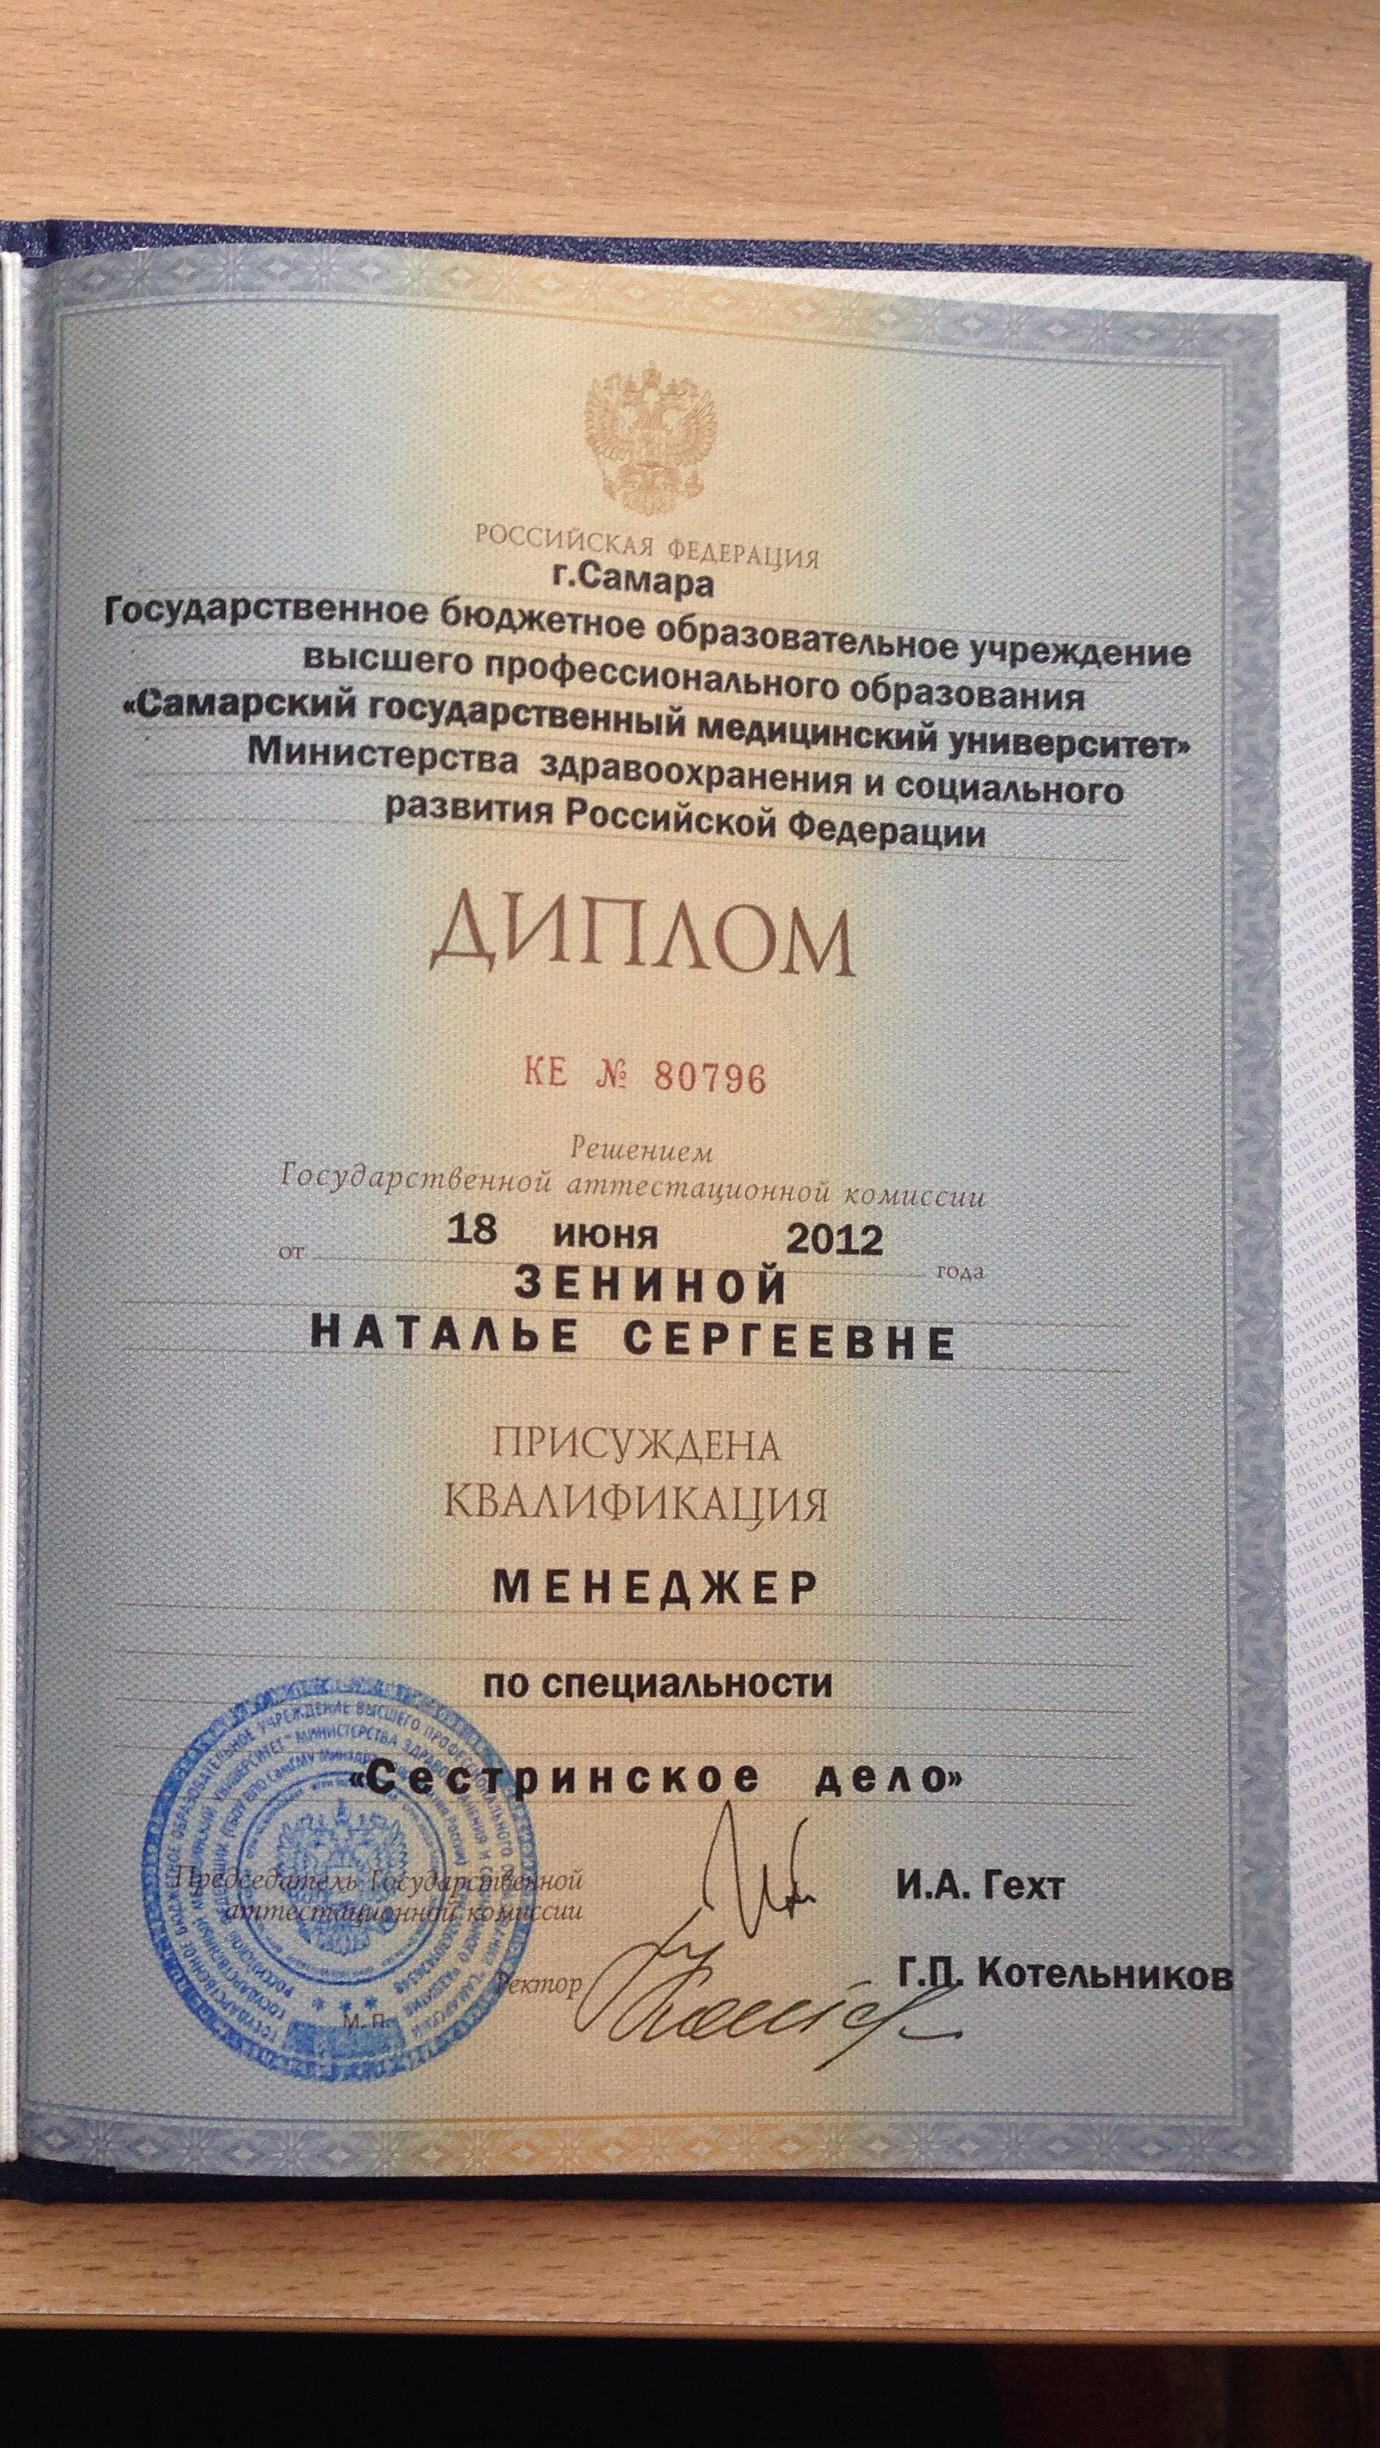 РОССИЙСКАЯ ФЕДЕРАЦИЯ
г.Самара
Государственное бюджетное образовательное учреждение
высшего профессионального образования
«Самарский государственный медицинский университет»
Министерства здравоохранения и социального
развития Российской Федерации
ДИПЛОМ
КЕ № 80796
Решением
Государственной аттестационной комиссии
от 18 июня 2012 года
ЗЕНИНОЙ
НАТАЛЬЕ СЕРГЕЕВНЕ
ПРИСУЖДЕНА
КВАЛИФИКАЦИЯ
МЕНЕДЖЕР
по специальности
«Сестринское дело»
Председатель Государственной
аттестационной комиссии
И.А. Гехт
Ректор
Г.П. Котельников
М. П.